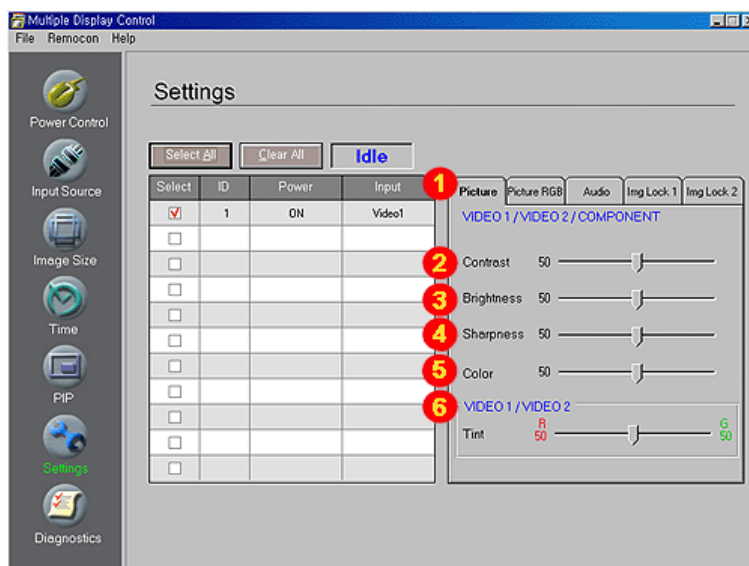 Multiple Display Control
File Remocon Help
Power Control
Input Source
Image Size
Time
PIP
Settings
Diagnostics
Settings
Select All Clear All Idle
Select ID Power Input
1 ON Video1
1 Picture Picture RGB Audio Img Lock 1 Img Lock 2
VIDEO 1 / VIDEO 2 / COMPONENT
2 Contrast 50
3 Brightness 50
4 Sharpness 50
5 Color 50
6 VIDEO 1 / VIDEO 2
Tint R 50 G 50